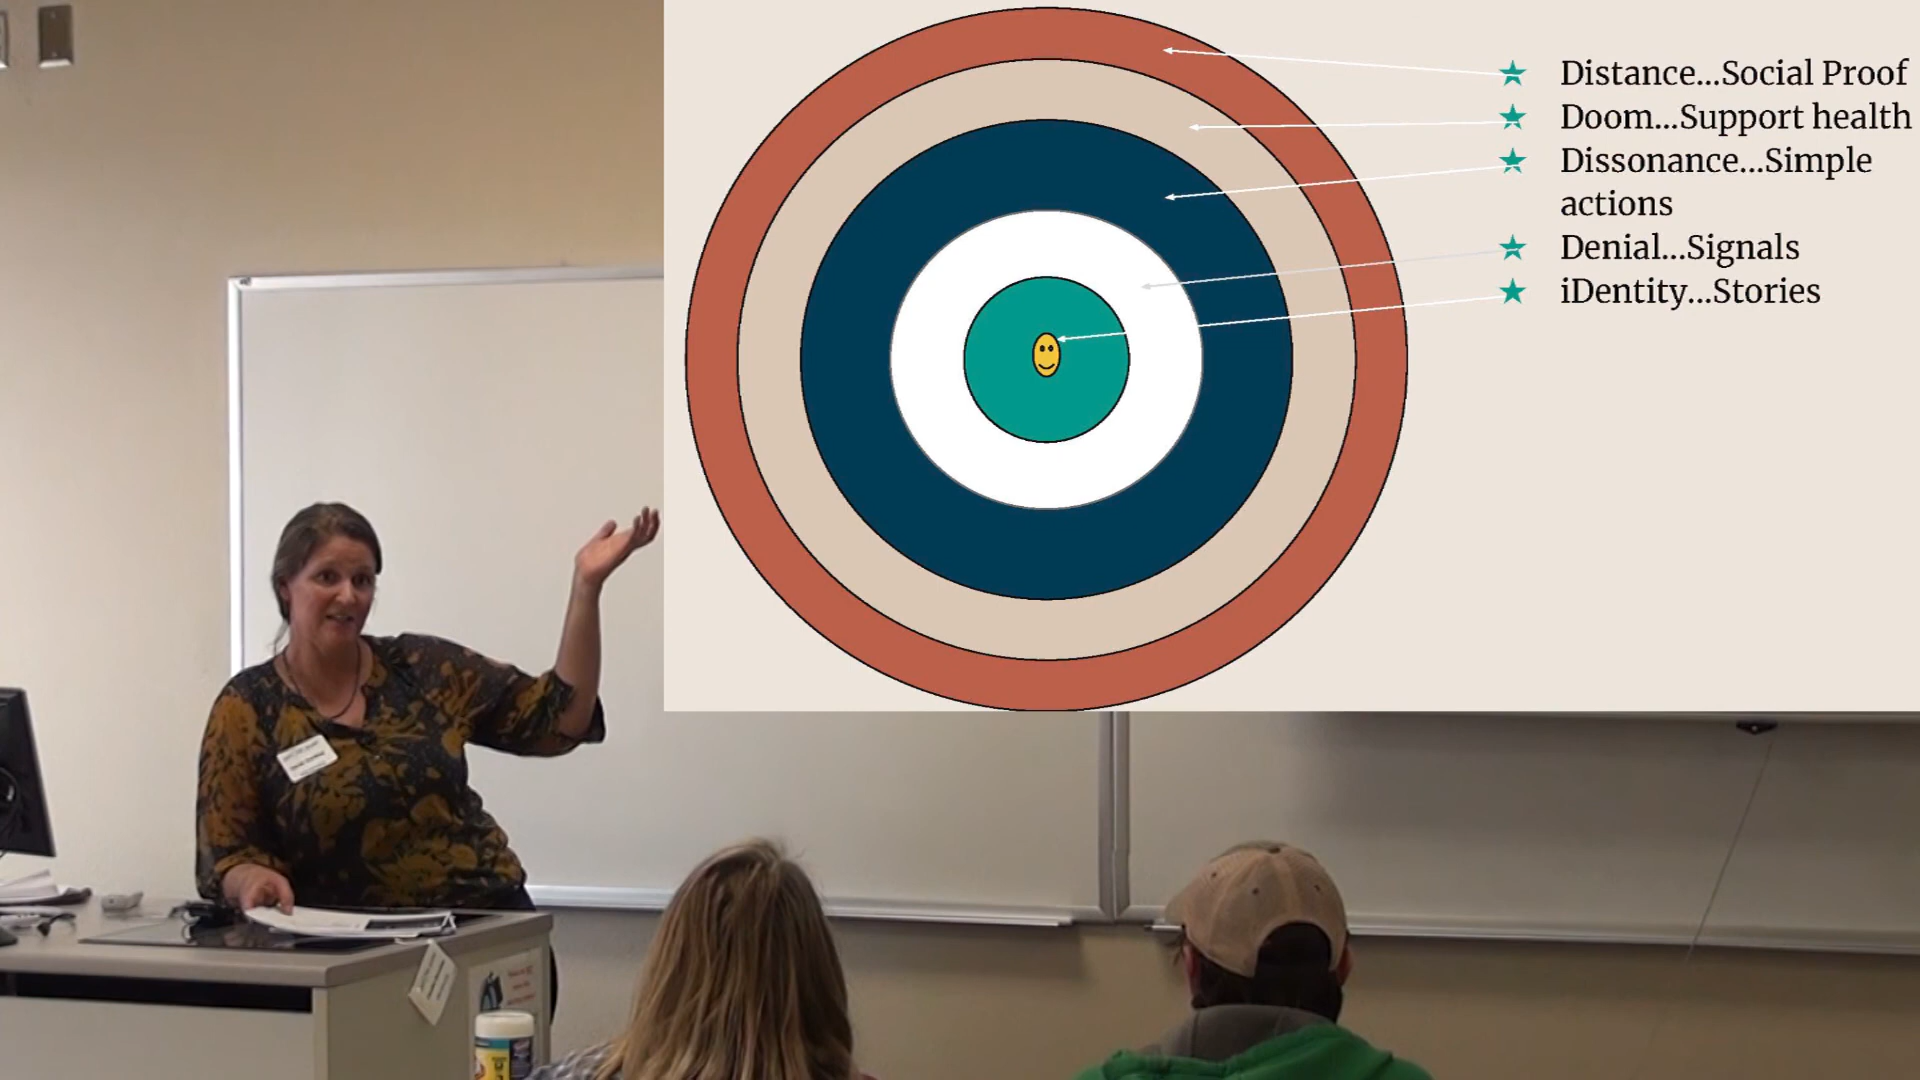 Distance...Social Proof
Doom...Support health
Dissonance...Simple
actions
Denial...Signals
iDentity...Stories